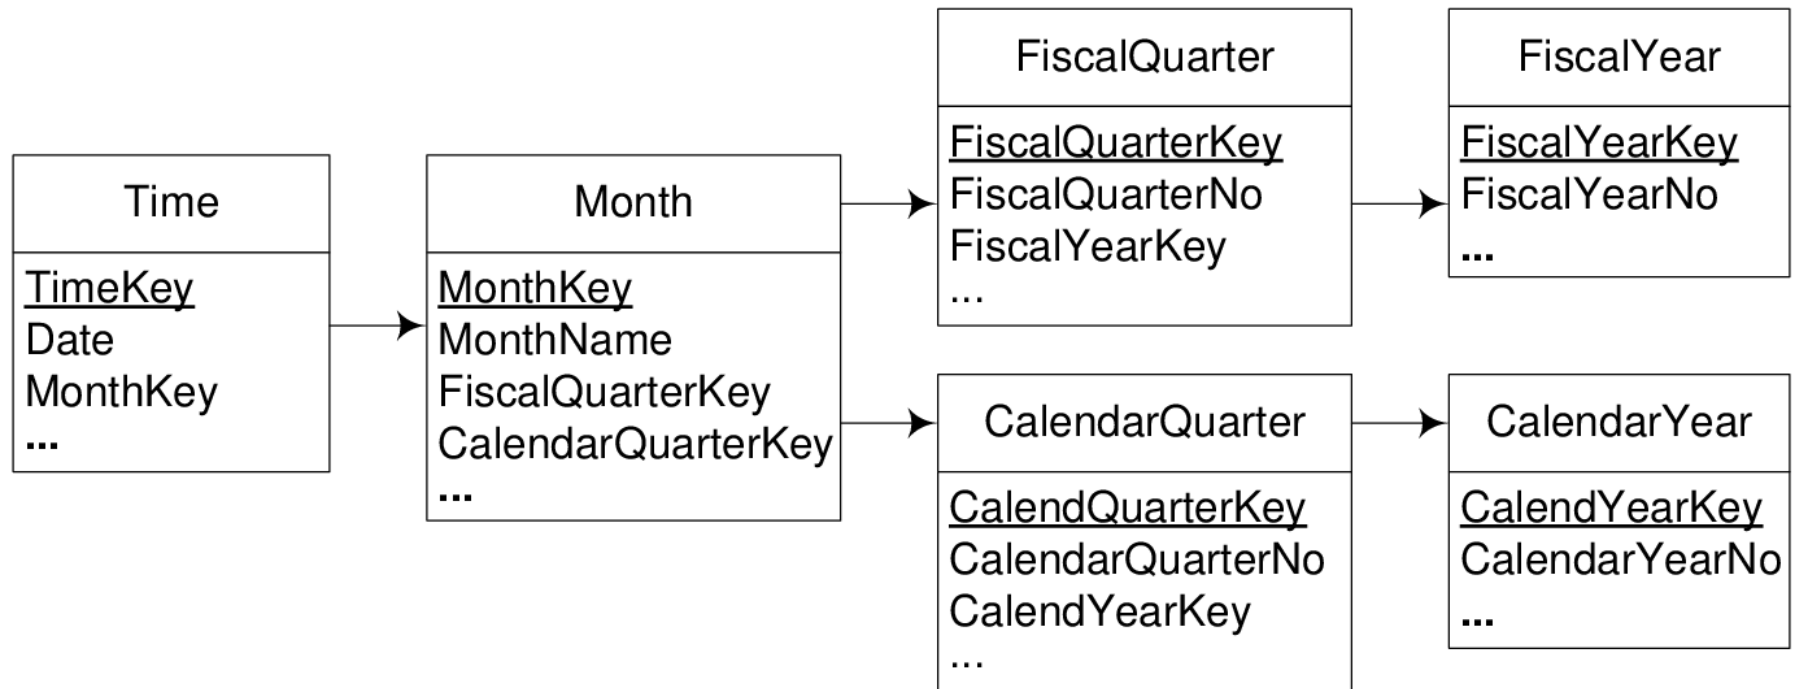 Time
TimeKey
Date
MonthKey
...
Month
MonthKey
MonthName
FiscalQuarterKey
CalendarQuarterKey
...
FiscalQuarter
FiscalQuarterKey
FiscalQuarterNo
FiscalYearKey
...
FiscalYear
FiscalYearKey
FiscalYearNo
...
CalendarQuarter
CalendQuarterKey
CalendarQuarterNo
CalendYearKey
...
CalendarYear
CalendYearKey
CalendarYearNo
...